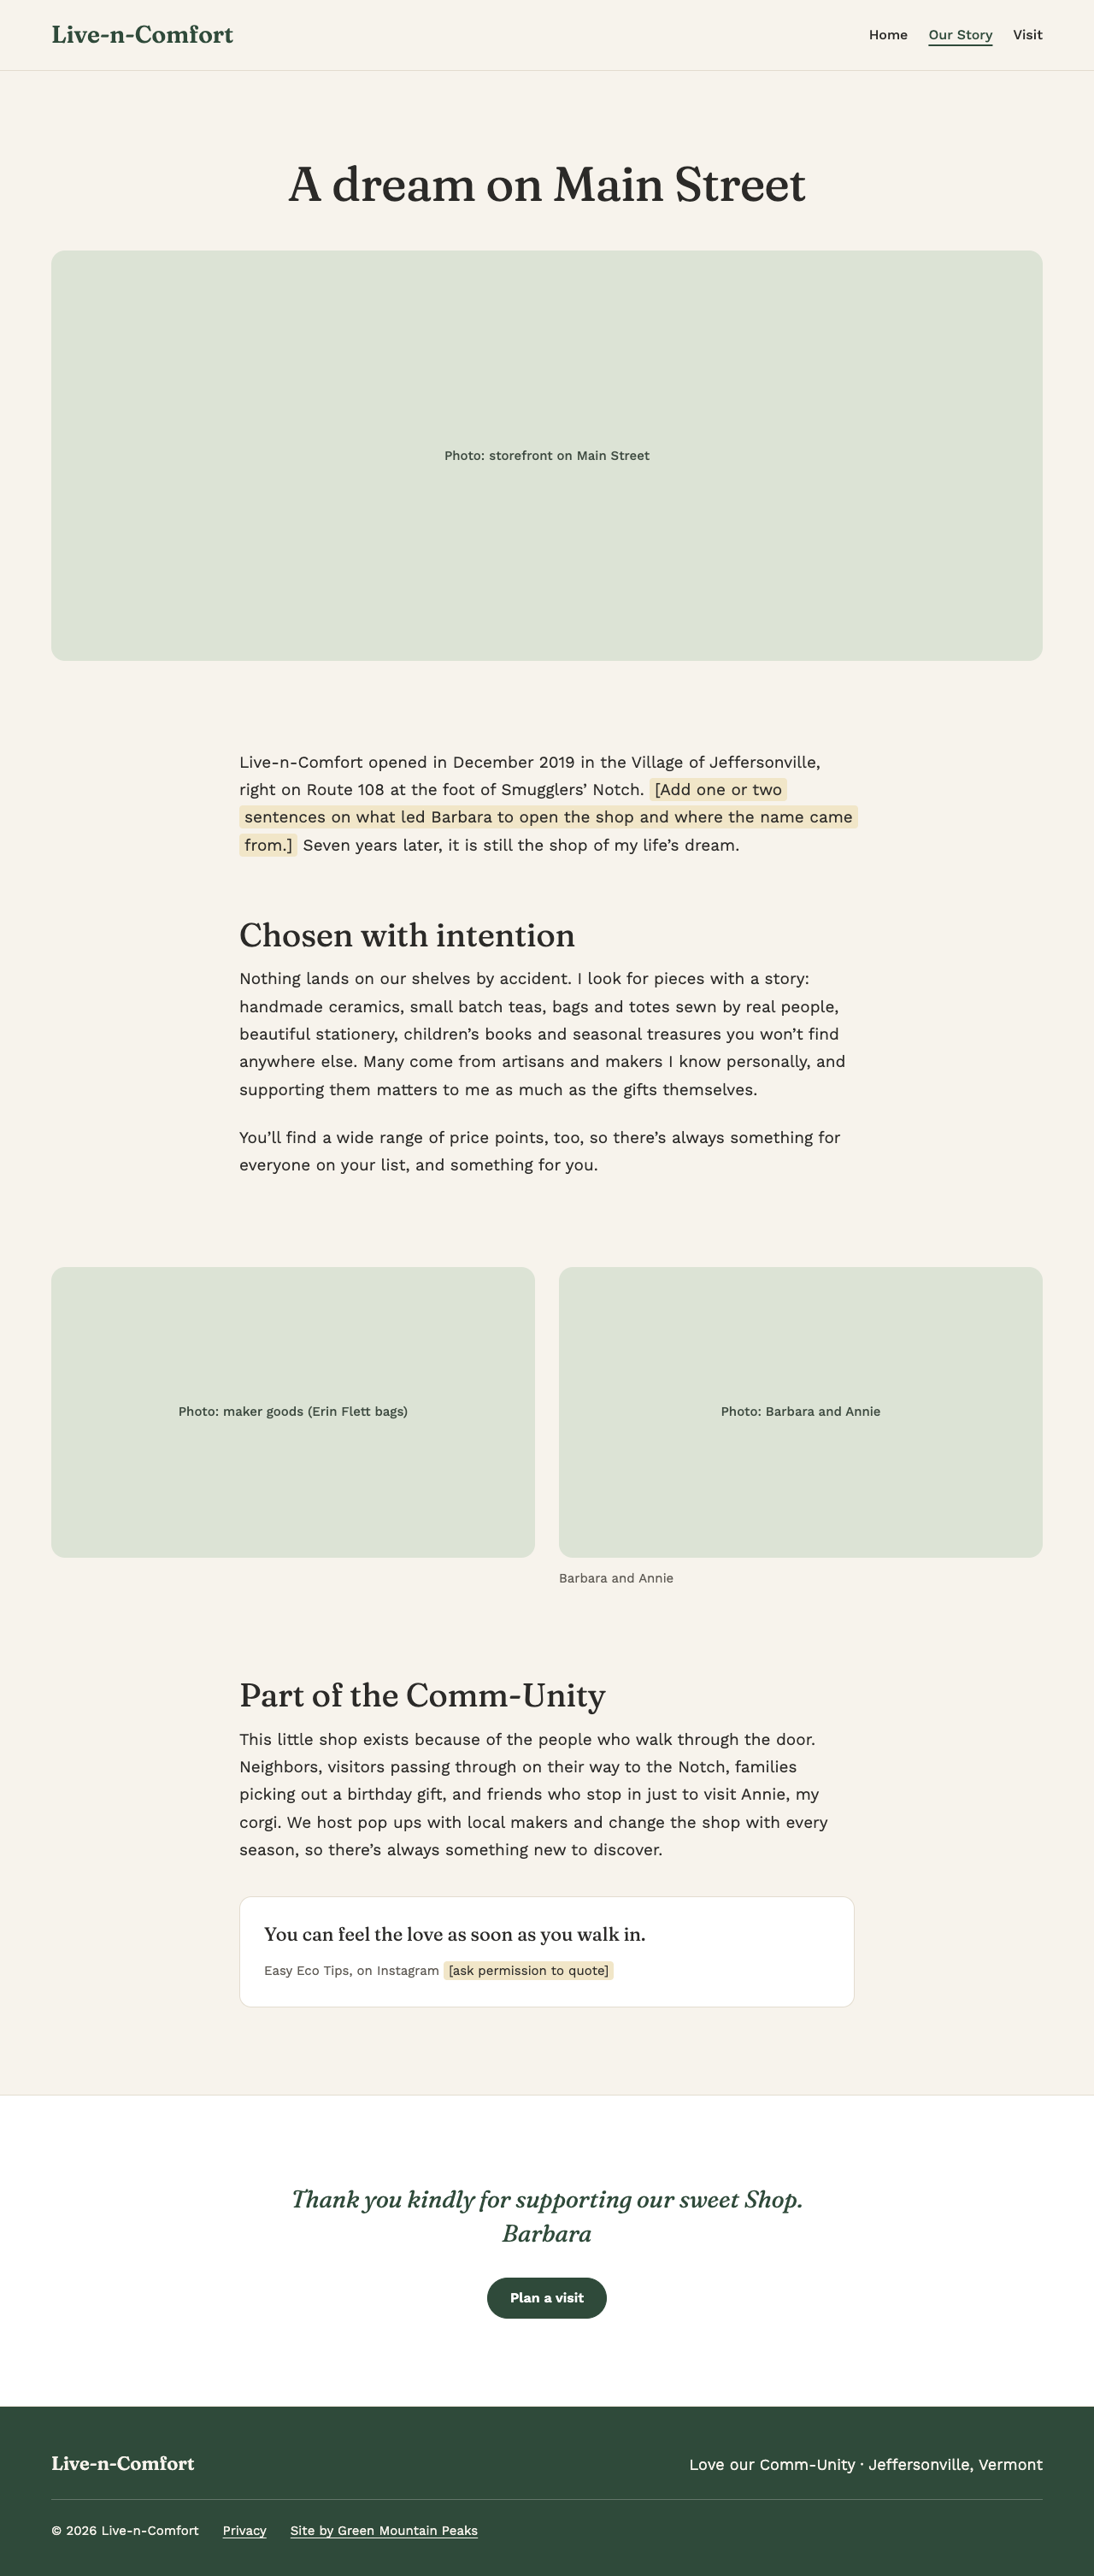 Live-n-Comfort
Home Our Story Visit
A dream on Main Street
Photo: storefront on Main Street
Live-n-Comfort opened in December 2019 in the Village of Jeffersonville,
right on Route 108 at the foot of Smugglers’ Notch. [Add one or two
sentences on what led Barbara to open the shop and where the name came
from.] Seven years later, it is still the shop of my life’s dream.
Chosen with intention
Nothing lands on our shelves by accident. I look for pieces with a story:
handmade ceramics, small batch teas, bags and totes sewn by real people,
beautiful stationery, children’s books and seasonal treasures you won’t find
anywhere else. Many come from artisans and makers I know personally, and
supporting them matters to me as much as the gifts themselves.
You’ll find a wide range of price points, too, so there’s always something for
everyone on your list, and something for you.
Photo: maker goods (Erin Flett bags)
Photo: Barbara and Annie
Barbara and Annie
Part of the Comm-Unity
This little shop exists because of the people who walk through the door.
Neighbors, visitors passing through on their way to the Notch, families
picking out a birthday gift, and friends who stop in just to visit Annie, my
corgi. We host pop ups with local makers and change the shop with every
season, so there’s always something new to discover.
You can feel the love as soon as you walk in.
Easy Eco Tips, on Instagram [ask permission to quote]
Thank you kindly for supporting our sweet Shop.
Barbara
Plan a visit
Live-n-Comfort
Love our Comm-Unity · Jeffersonville, Vermont
© 2026 Live-n-Comfort Privacy Site by Green Mountain Peaks